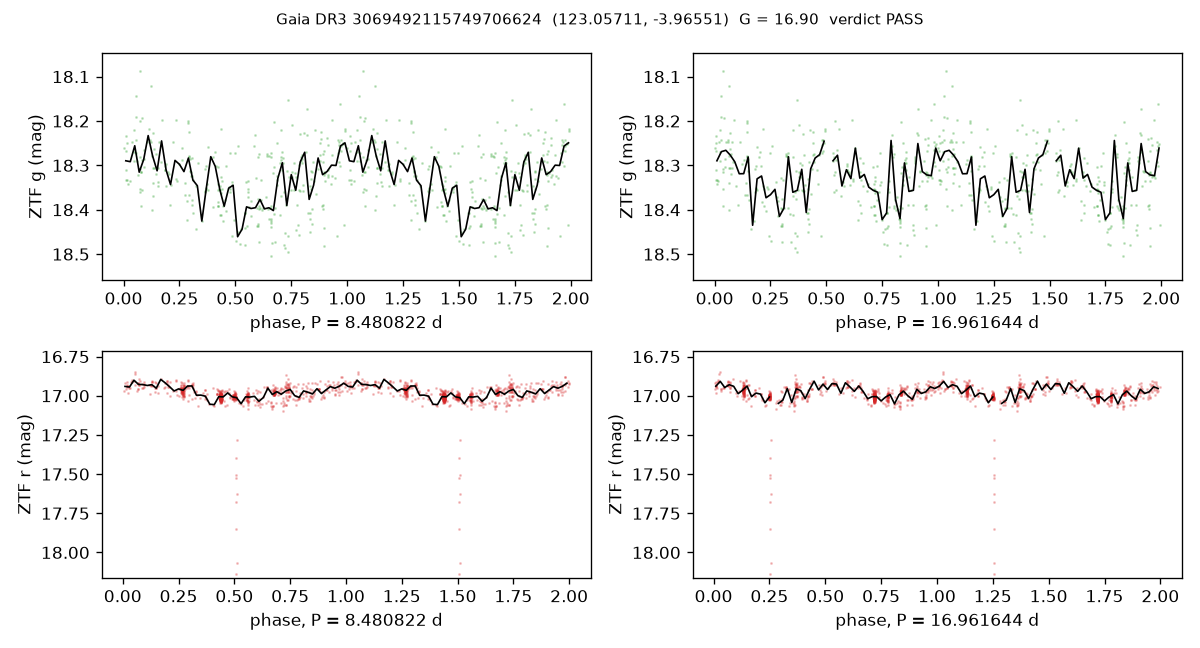 Gaia DR3 3069492115749706624  (123.05711, -3.96551)  G = 16.90  verdict PASS
ZTF g (mag)
18.1
18.2
18.3
18.4
18.5
0.00 0.25 0.50 0.75 1.00 1.25 1.50 1.75 2.00
phase, P = 8.480822 d
ZTF g (mag)
18.1
18.2
18.3
18.4
18.5
0.00 0.25 0.50 0.75 1.00 1.25 1.50 1.75 2.00
phase, P = 16.961644 d
ZTF r (mag)
16.75
17.00
17.25
17.50
17.75
18.00
0.00 0.25 0.50 0.75 1.00 1.25 1.50 1.75 2.00
phase, P = 8.480822 d
ZTF r (mag)
16.75
17.00
17.25
17.50
17.75
18.00
0.00 0.25 0.50 0.75 1.00 1.25 1.50 1.75 2.00
phase, P = 16.961644 d